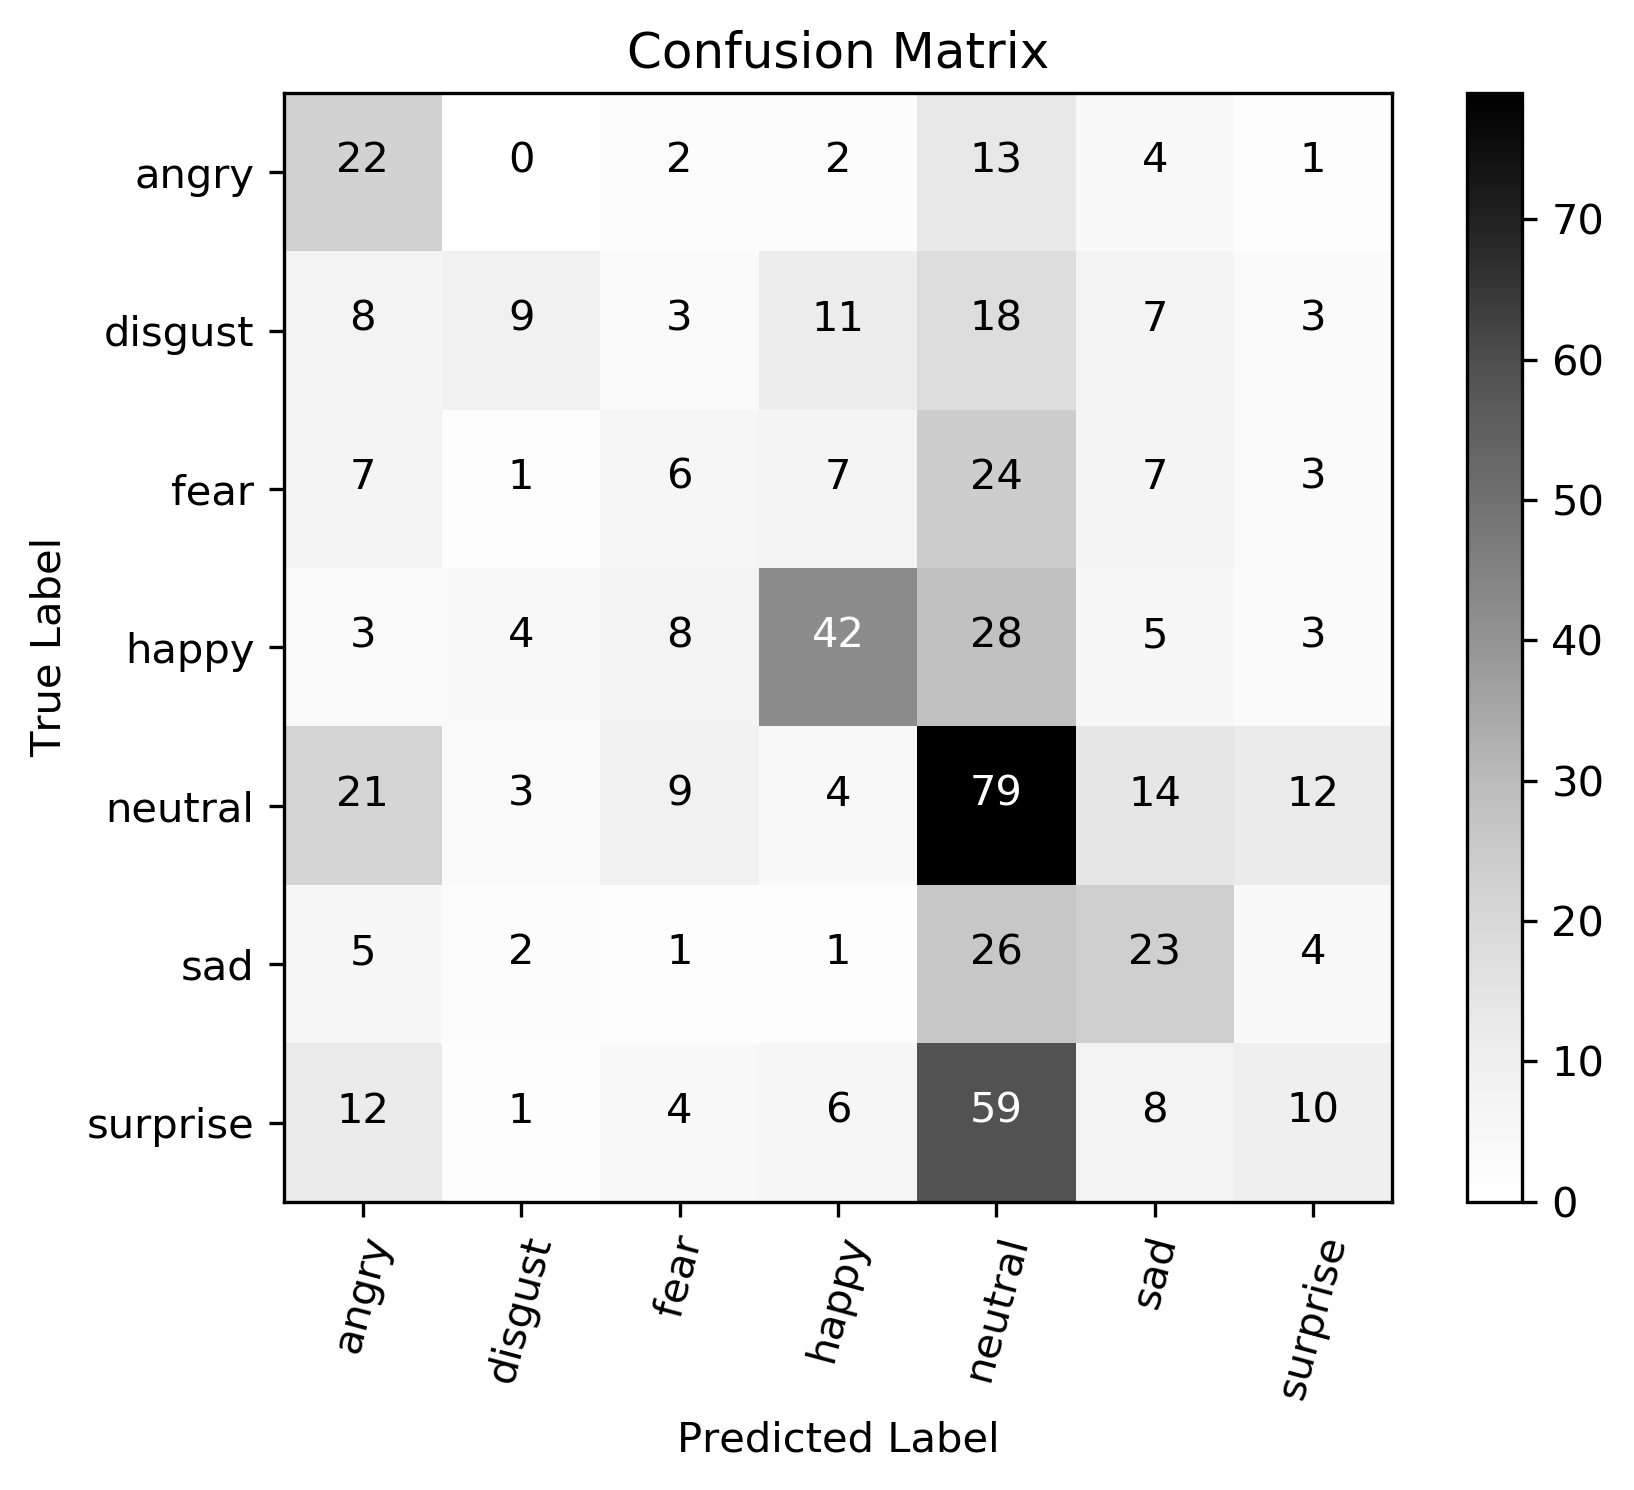 Confusion Matrix
angry 22 0 2 2 13 4 1
disgust 8 9 3 11 18 7 3
fear 7 1 6 7 24 7 3
happy 3 4 8 42 28 5 3
neutral 21 3 9 4 79 14 12
sad 5 2 1 1 26 23 4
surprise 12 1 4 6 59 8 10
True Label
angry disgust fear happy neutral sad surprise
Predicted Label
70
60
50
40
30
20
10
0